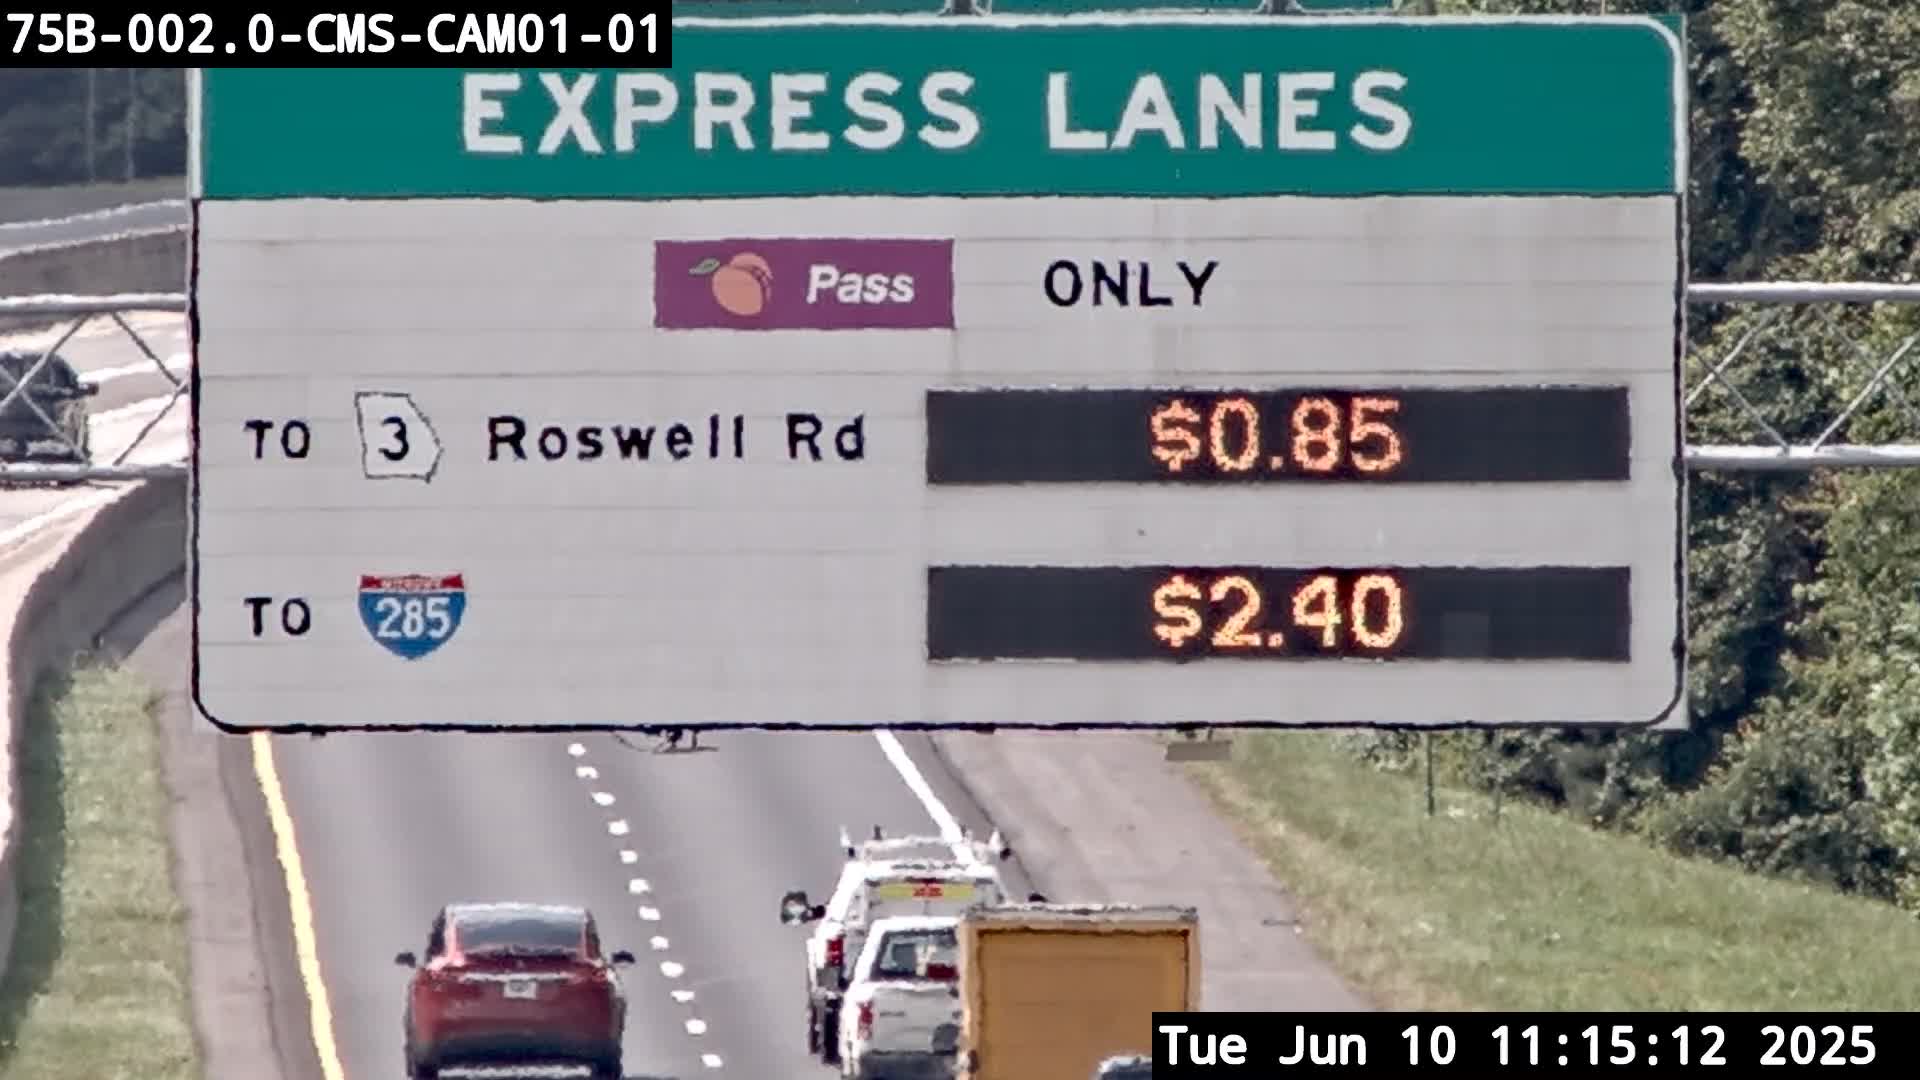 75B-002.0-CMS-CAM01-01
EXPRESS LANES
Pass ONLY
TO 3 Roswell Rd $0.85
TO INTERSTATE 285 $2.40
Tue Jun 10 11:15:12 2025